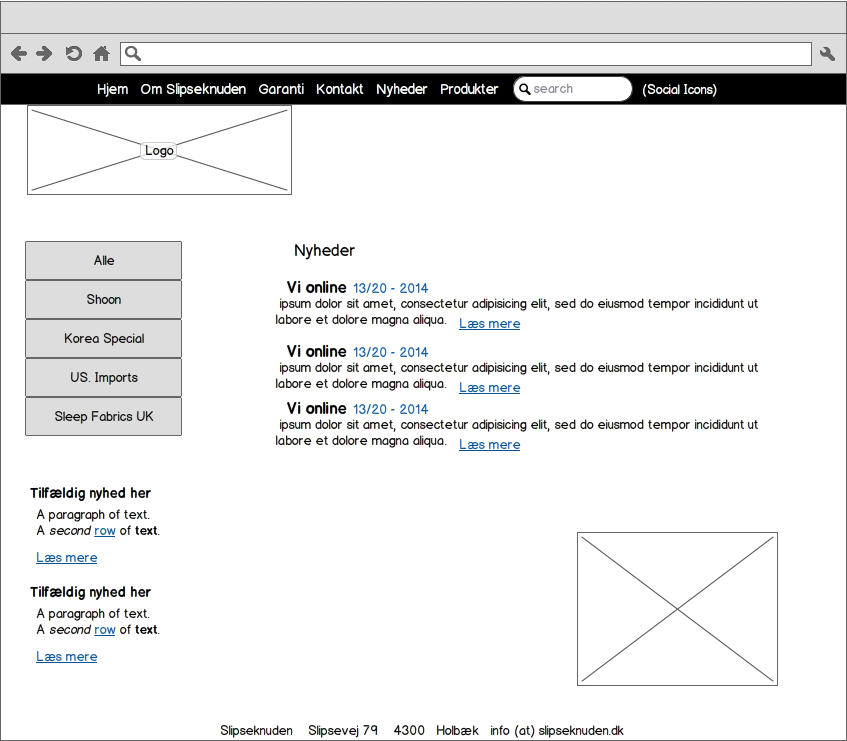 Hjem Om Slipseknuden Garanti Kontakt Nyheder Produkter search (Social Icons)
Logo
Alle
Shoon
Korea Special
US. Imports
Sleep Fabrics UK
Nyheder
Vi online 13/20 - 2014
ipsum dolor sit amet, consectetur adipisicing elit, sed do eiusmod tempor incididunt ut
labore et dolore magna aliqua. Læs mere
Vi online 13/20 - 2014
ipsum dolor sit amet, consectetur adipisicing elit, sed do eiusmod tempor incididunt ut
labore et dolore magna aliqua. Læs mere
Vi online 13/20 - 2014
ipsum dolor sit amet, consectetur adipisicing elit, sed do eiusmod tempor incididunt ut
labore et dolore magna aliqua. Læs mere
Tilfældig nyhed her
A paragraph of text.
A second row of text.
Læs mere
Tilfældig nyhed her
A paragraph of text.
A second row of text.
Læs mere
Slipseknuden Slipsevej 79 4300 Holbæk info (at) slipseknuden.dk